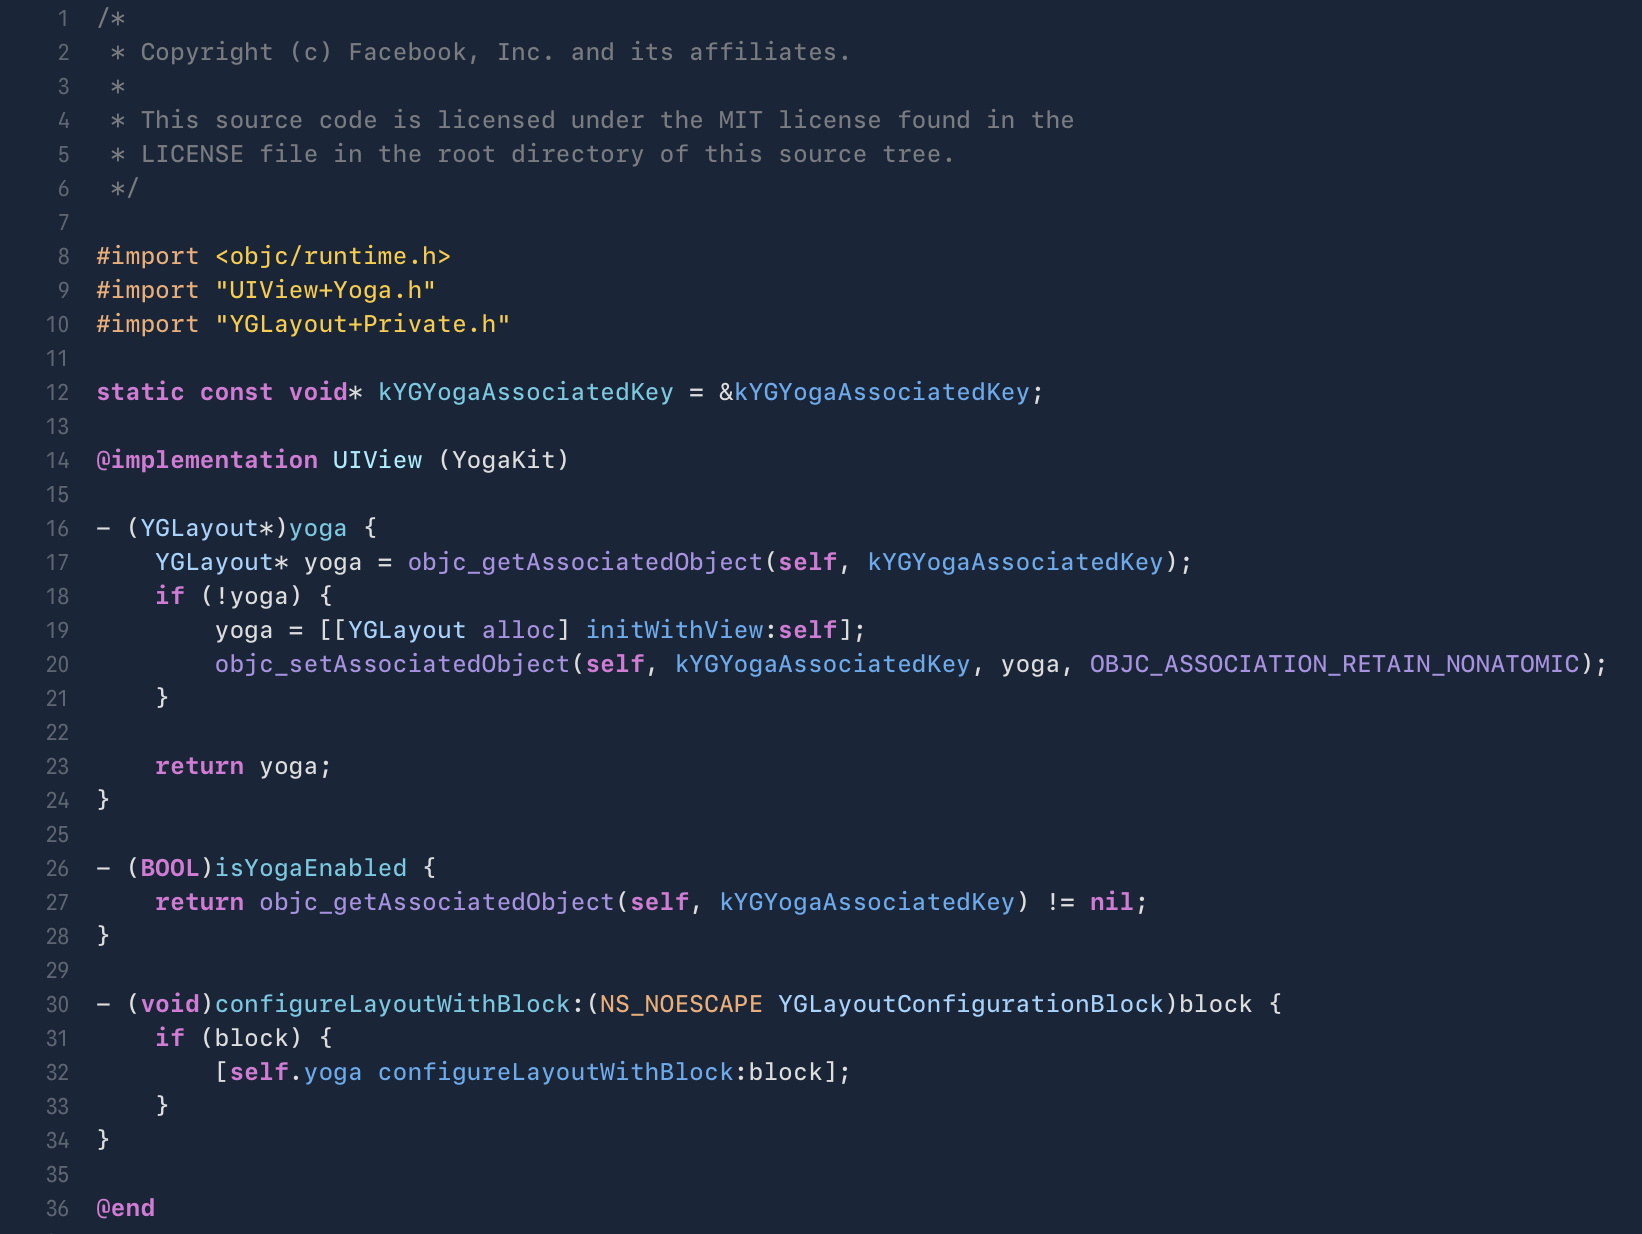 1 /*
2  * Copyright (c) Facebook, Inc. and its affiliates.
3  *
4  * This source code is licensed under the MIT license found in the
5  * LICENSE file in the root directory of this source tree.
6  */
7
8 #import <objc/runtime.h>
9 #import "UIView+Yoga.h"
10 #import "YGLayout+Private.h"
11
12 static const void* kYGYogaAssociatedKey = &kYGYogaAssociatedKey;
13
14 @implementation UIView (YogaKit)
15
16 - (YGLayout*)yoga {
17     YGLayout* yoga = objc_getAssociatedObject(self, kYGYogaAssociatedKey);
18     if (!yoga) {
19         yoga = [[YGLayout alloc] initWithView:self];
20         objc_setAssociatedObject(self, kYGYogaAssociatedKey, yoga, OBJC_ASSOCIATION_RETAIN_NONATOMIC);
21     }
22
23     return yoga;
24 }
25
26 - (BOOL)isYogaEnabled {
27     return objc_getAssociatedObject(self, kYGYogaAssociatedKey) != nil;
28 }
29
30 - (void)configureLayoutWithBlock:(NS_NOESCAPE YGLayoutConfigurationBlock)block {
31     if (block) {
32         [self.yoga configureLayoutWithBlock:block];
33     }
34 }
35
36 @end